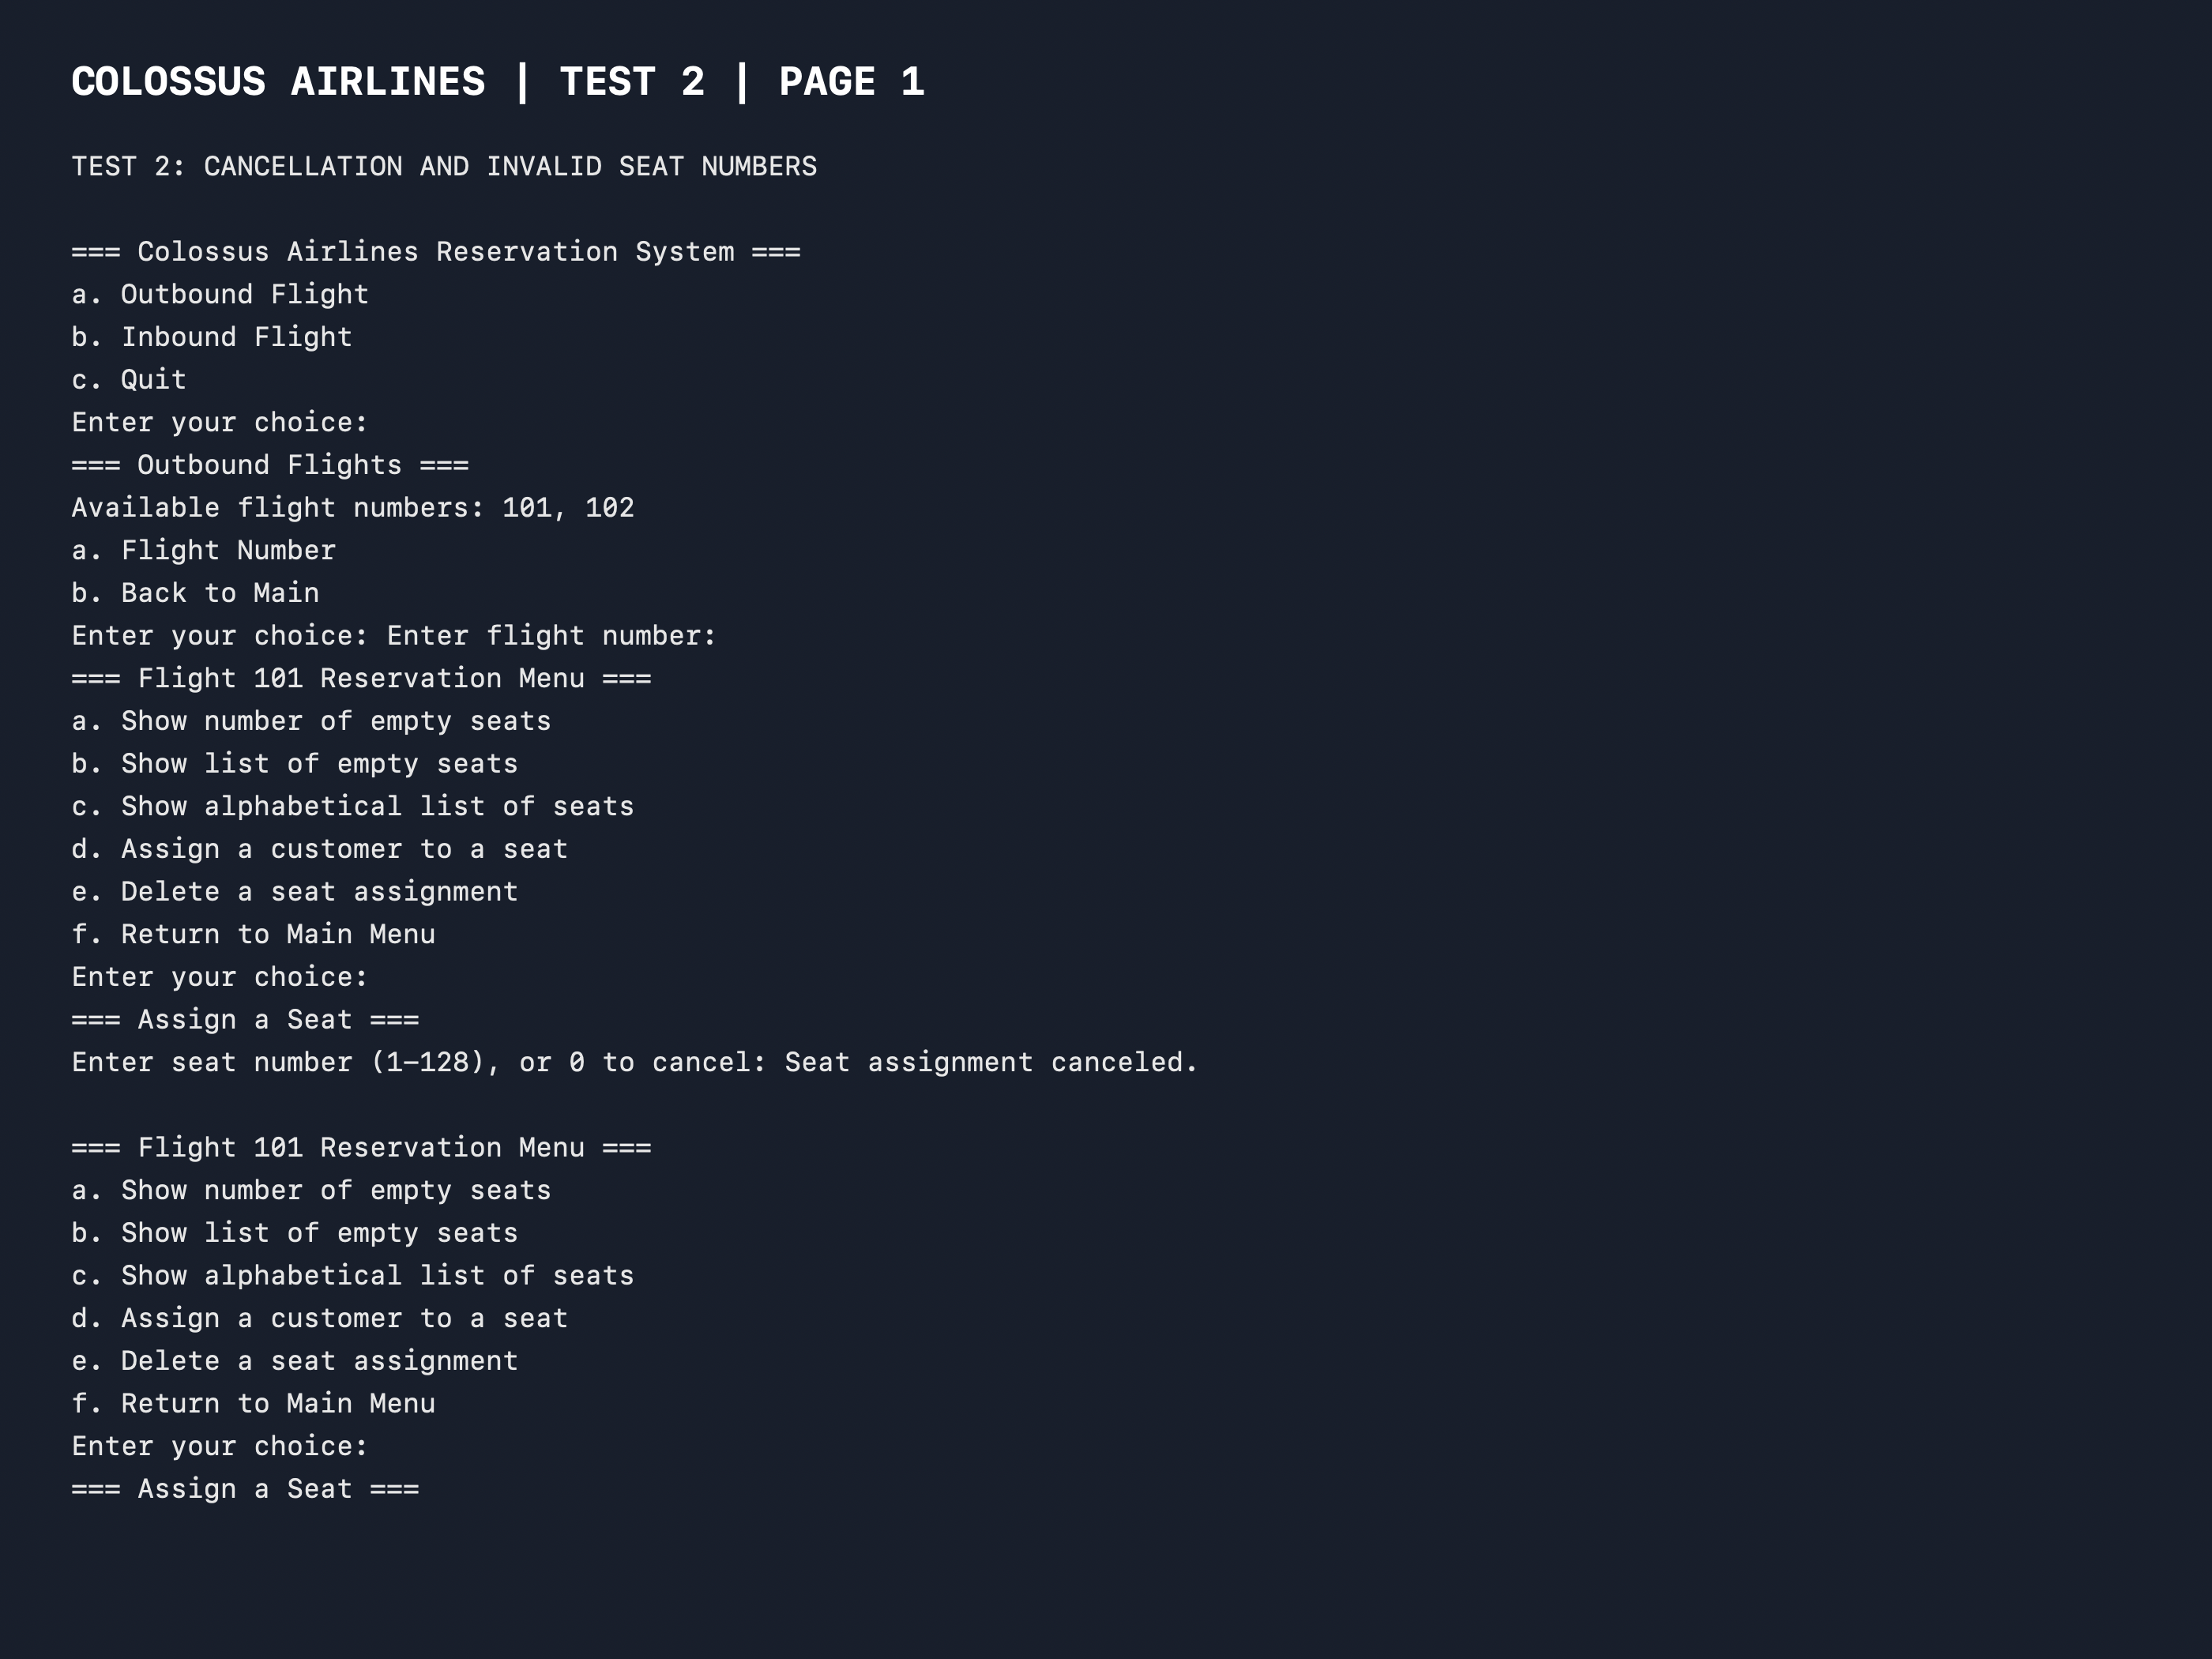 COLOSSUS AIRLINES | TEST 2 | PAGE 1
TEST 2: CANCELLATION AND INVALID SEAT NUMBERS
=== Colossus Airlines Reservation System ===
a. Outbound Flight
b. Inbound Flight
c. Quit
Enter your choice:
=== Outbound Flights ===
Available flight numbers: 101, 102
a. Flight Number
b. Back to Main
Enter your choice: Enter flight number:
=== Flight 101 Reservation Menu ===
a. Show number of empty seats
b. Show list of empty seats
c. Show alphabetical list of seats
d. Assign a customer to a seat
e. Delete a seat assignment
f. Return to Main Menu
Enter your choice:
=== Assign a Seat ===
Enter seat number (1–128), or 0 to cancel: Seat assignment canceled.
=== Flight 101 Reservation Menu ===
a. Show number of empty seats
b. Show list of empty seats
c. Show alphabetical list of seats
d. Assign a customer to a seat
e. Delete a seat assignment
f. Return to Main Menu
Enter your choice:
=== Assign a Seat ===